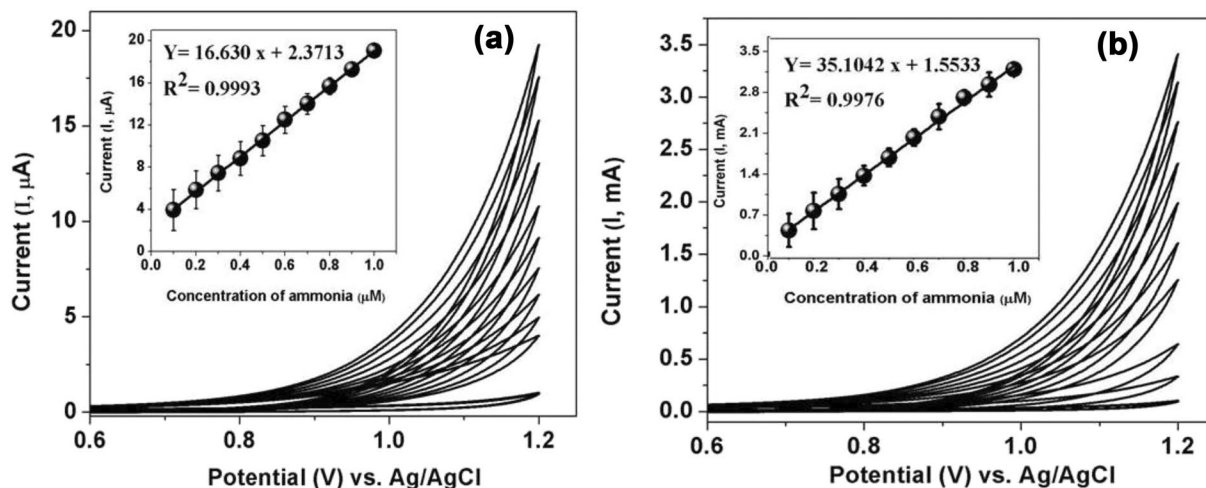 (a)
Y= 16.630 x + 2.3713
R2= 0.9993
Current (I, μA)
20
16
12
8
4
0
0.0 0.2 0.4 0.6 0.8 1.0
Concentration of ammonia (μM)
Current (I, μA)
20
15
10
5
0
0.6 0.8 1.0 1.2
Potential (V) vs. Ag/AgCl
(b)
Y= 35.1042 x + 1.5533
R2= 0.9976
Current (I, mA)
3.5
2.8
2.1
1.4
0.7
0.0
0.0 0.2 0.4 0.6 0.8 1.0
Concentration of ammonia (μM)
Current (I, mA)
3.5
3.0
2.5
2.0
1.5
1.0
0.5
0.0
0.6 0.8 1.0 1.2
Potential (V) vs. Ag/AgCl